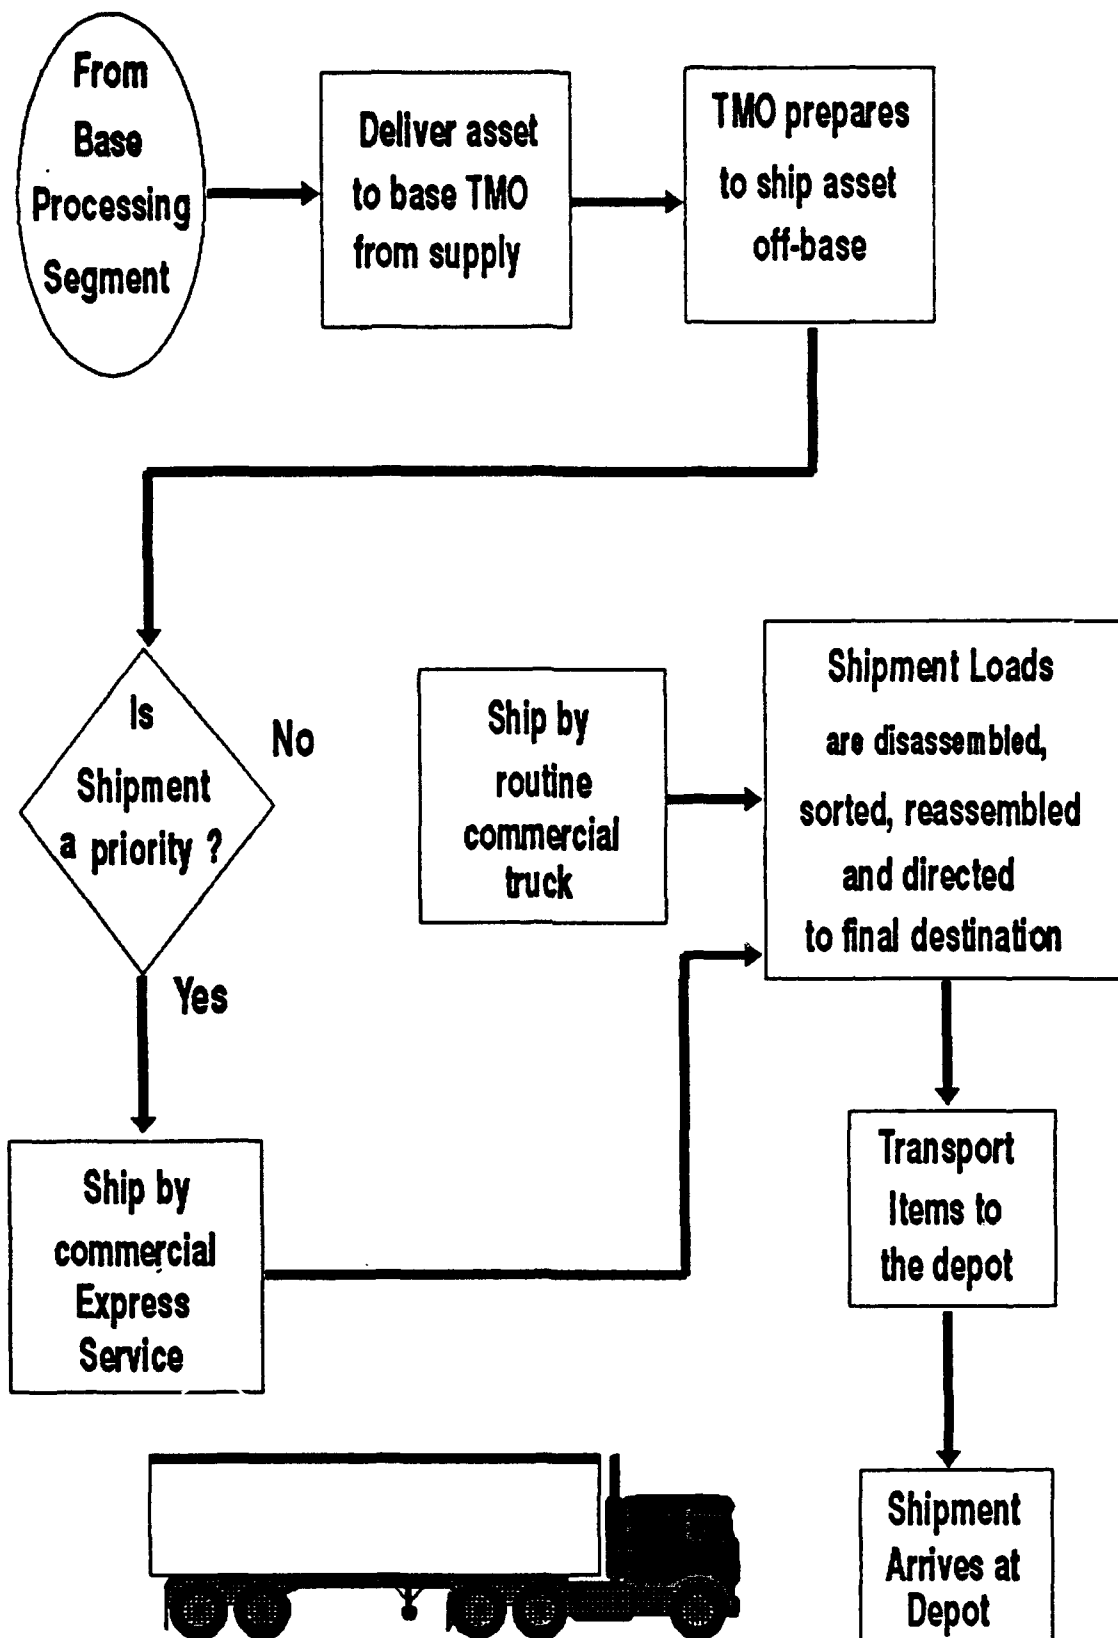 From
Base
Processing
Segment
Deliver asset
to base TMO
from supply
TMO prepares
to ship asset
off-base
Is
Shipment
a priority ?
No
Yes
Ship by
routine
commercial
truck
Shipment Loads
are disassembled,
sorted, reassembled
and directed
to final destination
Ship by
commercial
Express
Service
Transport
Items to
the depot
Shipment
Arrives at
Depot